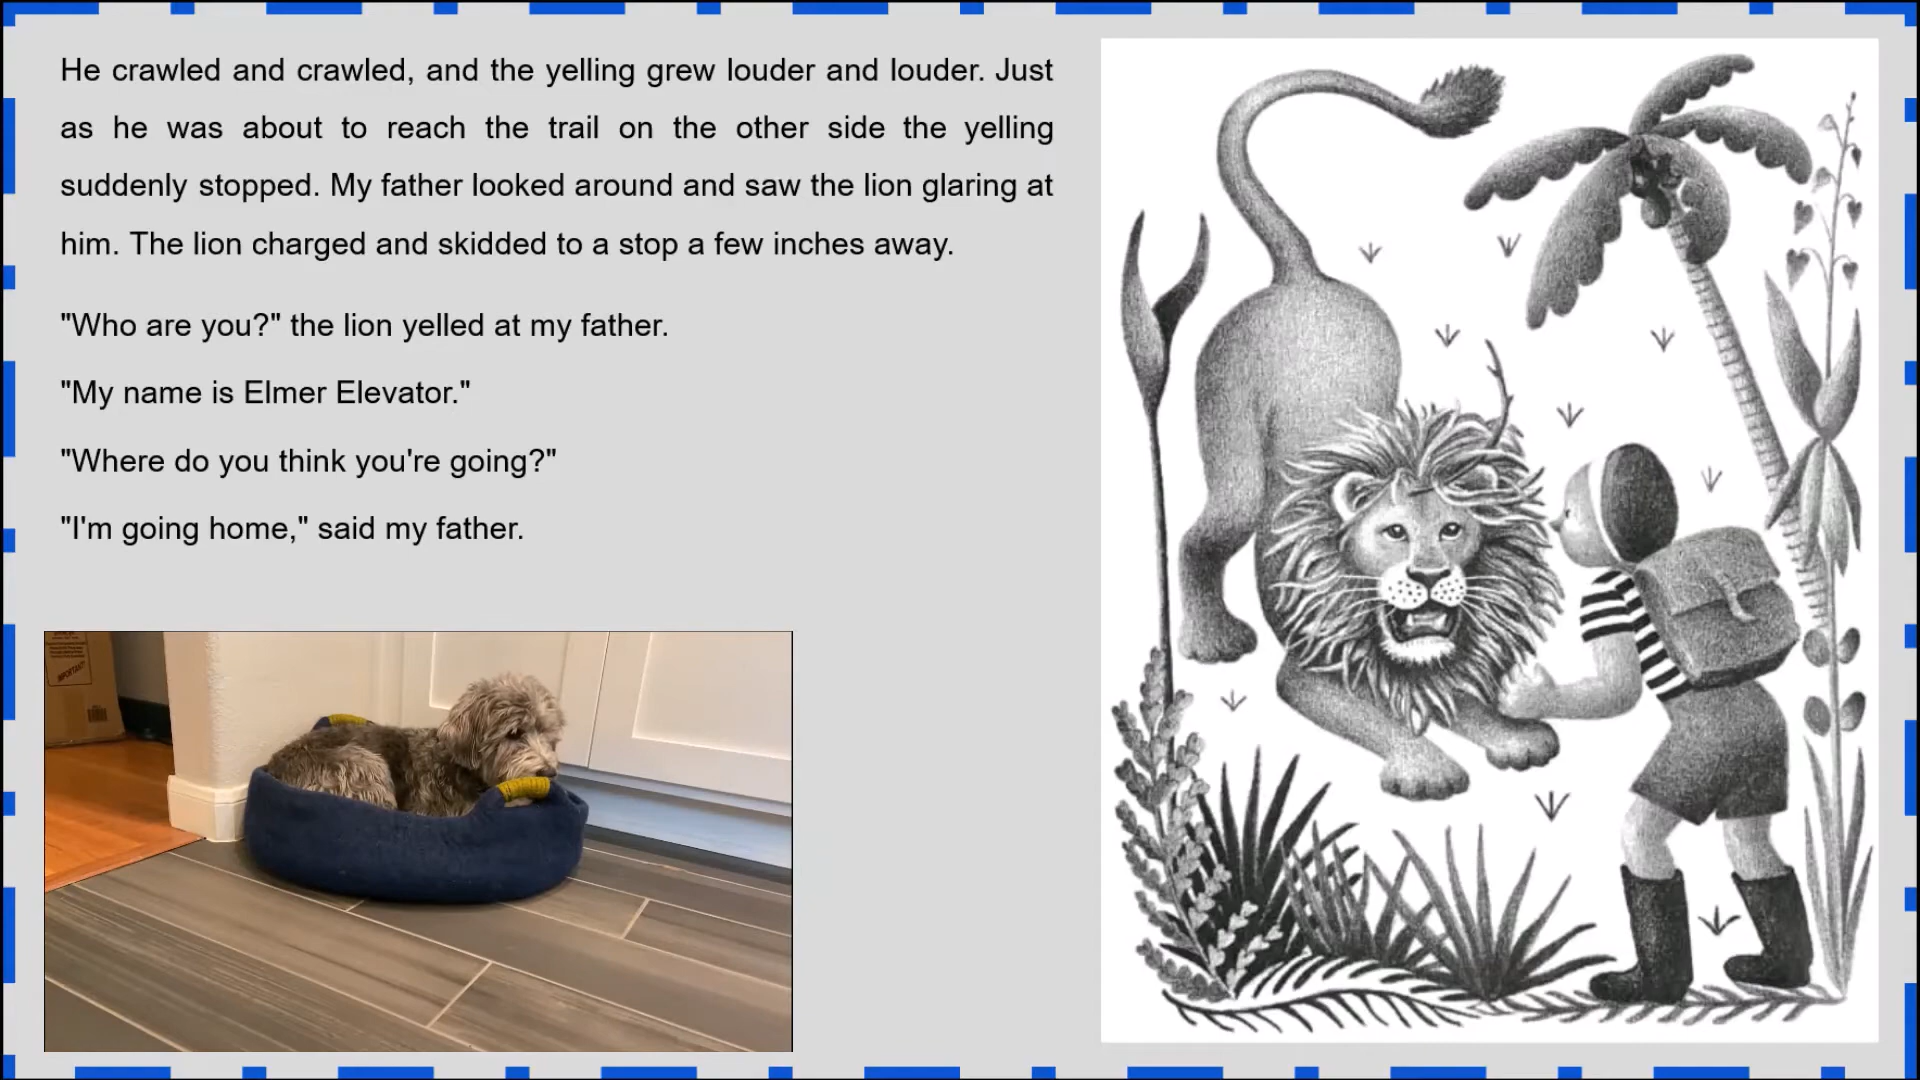 He crawled and crawled, and the yelling grew louder and louder. Just
as he was about to reach the trail on the other side the yelling
suddenly stopped. My father looked around and saw the lion glaring at
him. The lion charged and skidded to a stop a few inches away.
"Who are you?" the lion yelled at my father.
"My name is Elmer Elevator."
"Where do you think you're going?"
"I'm going home," said my father.
IMPORTANT